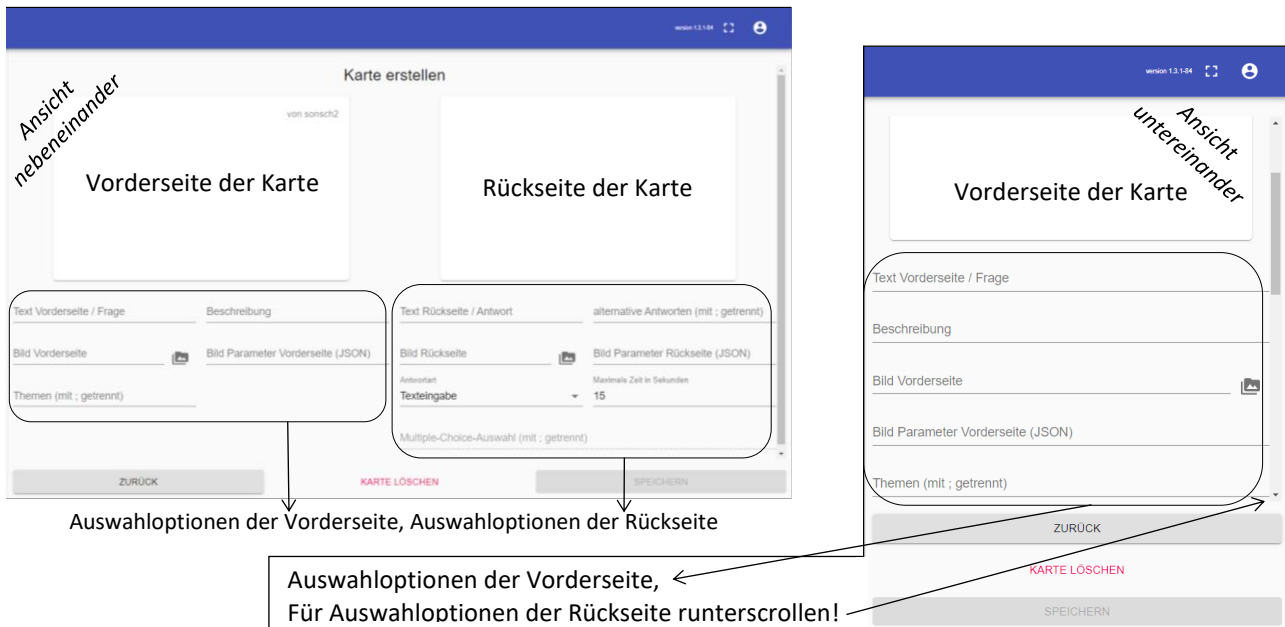 version 1.3.1-84
Karte erstellen
Ansicht
nebeneinander
von sonsch2
Vorderseite der Karte
Rückseite der Karte
Text Vorderseite / Frage
Beschreibung
Text Rückseite / Antwort
alternative Antworten (mit ; getrennt)
Bild Vorderseite
Bild Parameter Vorderseite (JSON)
Bild Rückseite
Bild Parameter Rückseite (JSON)
Themen (mit ; getrennt)
Antwortart
Texteingabe
Maximale Zeit in Sekunden
15
Multiple-Choice-Auswahl (mit ; getrennt)
ZURÜCK
KARTE LÖSCHEN
SPEICHERN
Auswahloptionen der Vorderseite, Auswahloptionen der Rückseite
version 1.3.1-84
Ansicht
untereinander
Vorderseite der Karte
Text Vorderseite / Frage
Beschreibung
Bild Vorderseite
Bild Parameter Vorderseite (JSON)
Themen (mit ; getrennt)
ZURÜCK
KARTE LÖSCHEN
SPEICHERN
Auswahloptionen der Vorderseite,
Für Auswahloptionen der Rückseite runterscrollen!